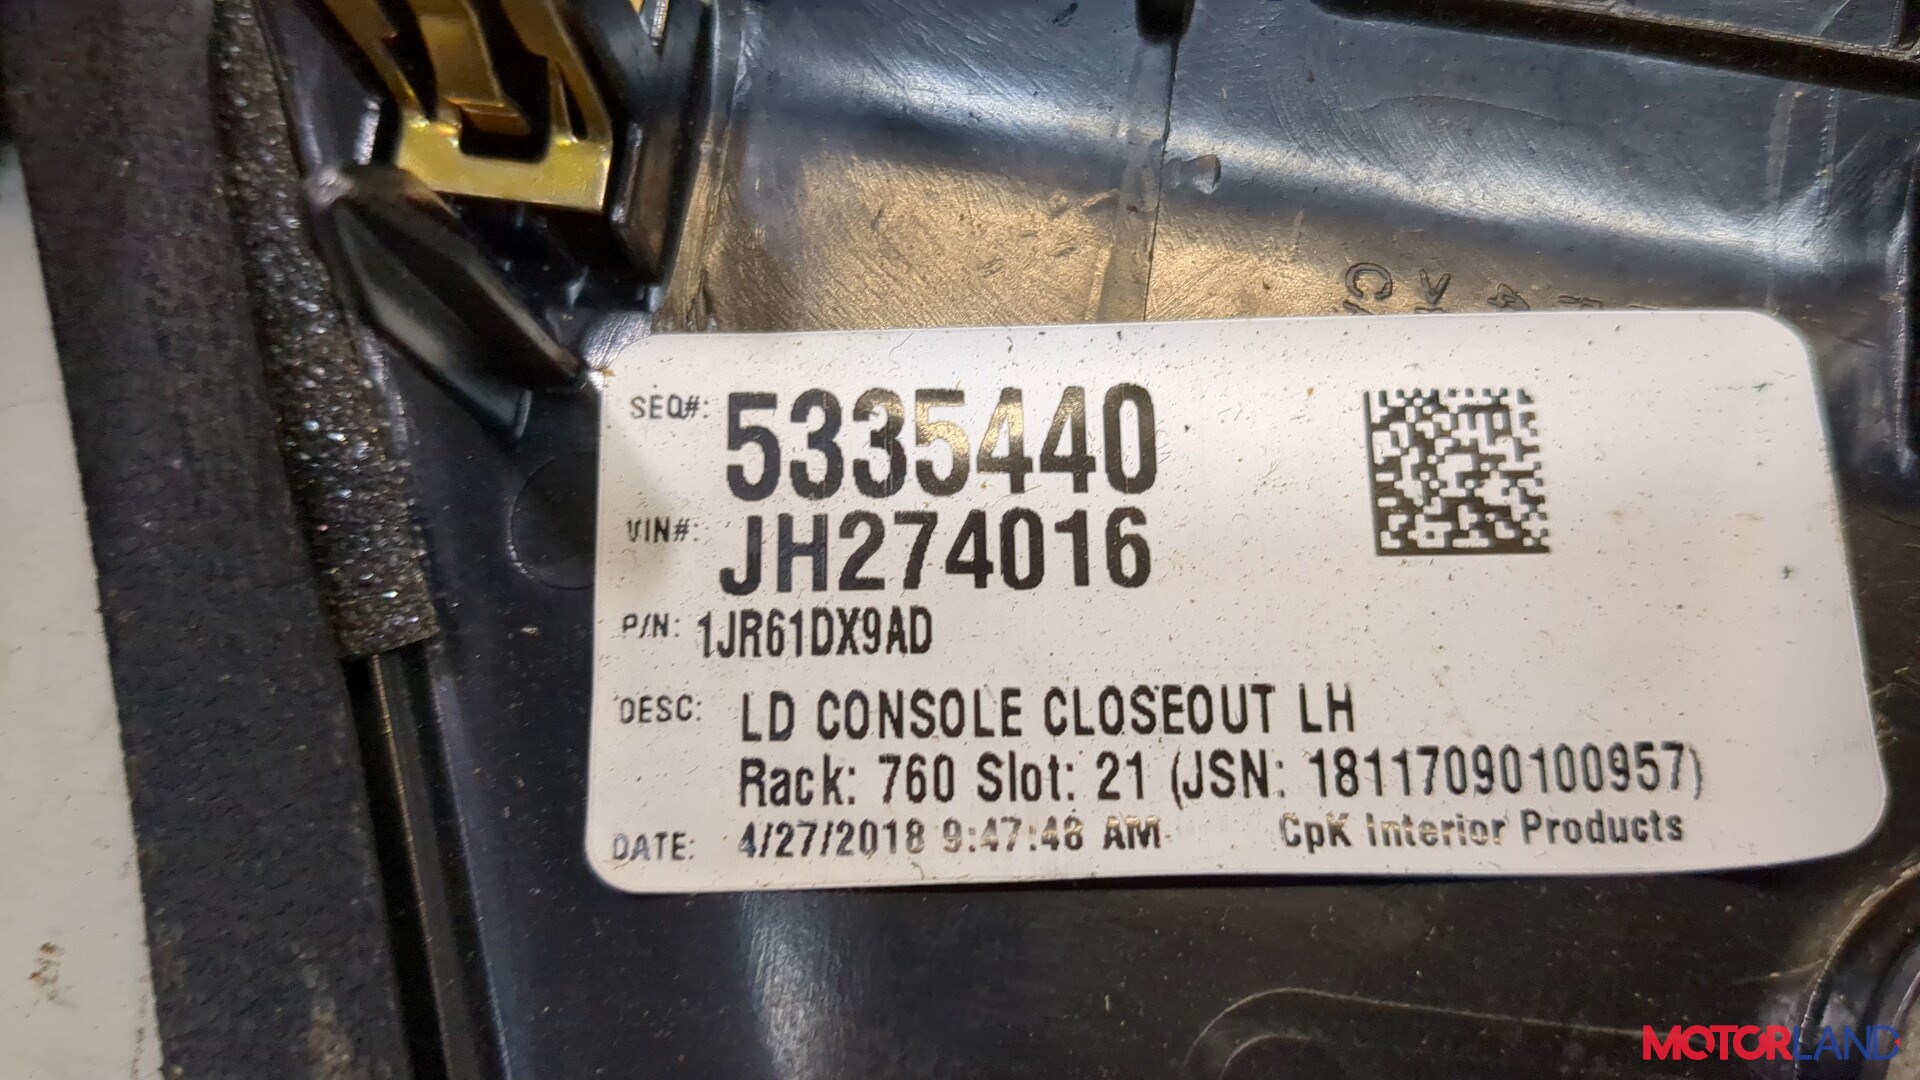 SEQ#: 5335440
VIN#: JH274016
P/N: 1JR61DX9AD
DESC: LD CONSOLE CLOSEOUT LH
Rack: 760 Slot: 21 (JSN: 18117090100957)
DATE: 4/27/2018 9:47:48 AM CpK Interior Products
MOTORLAND